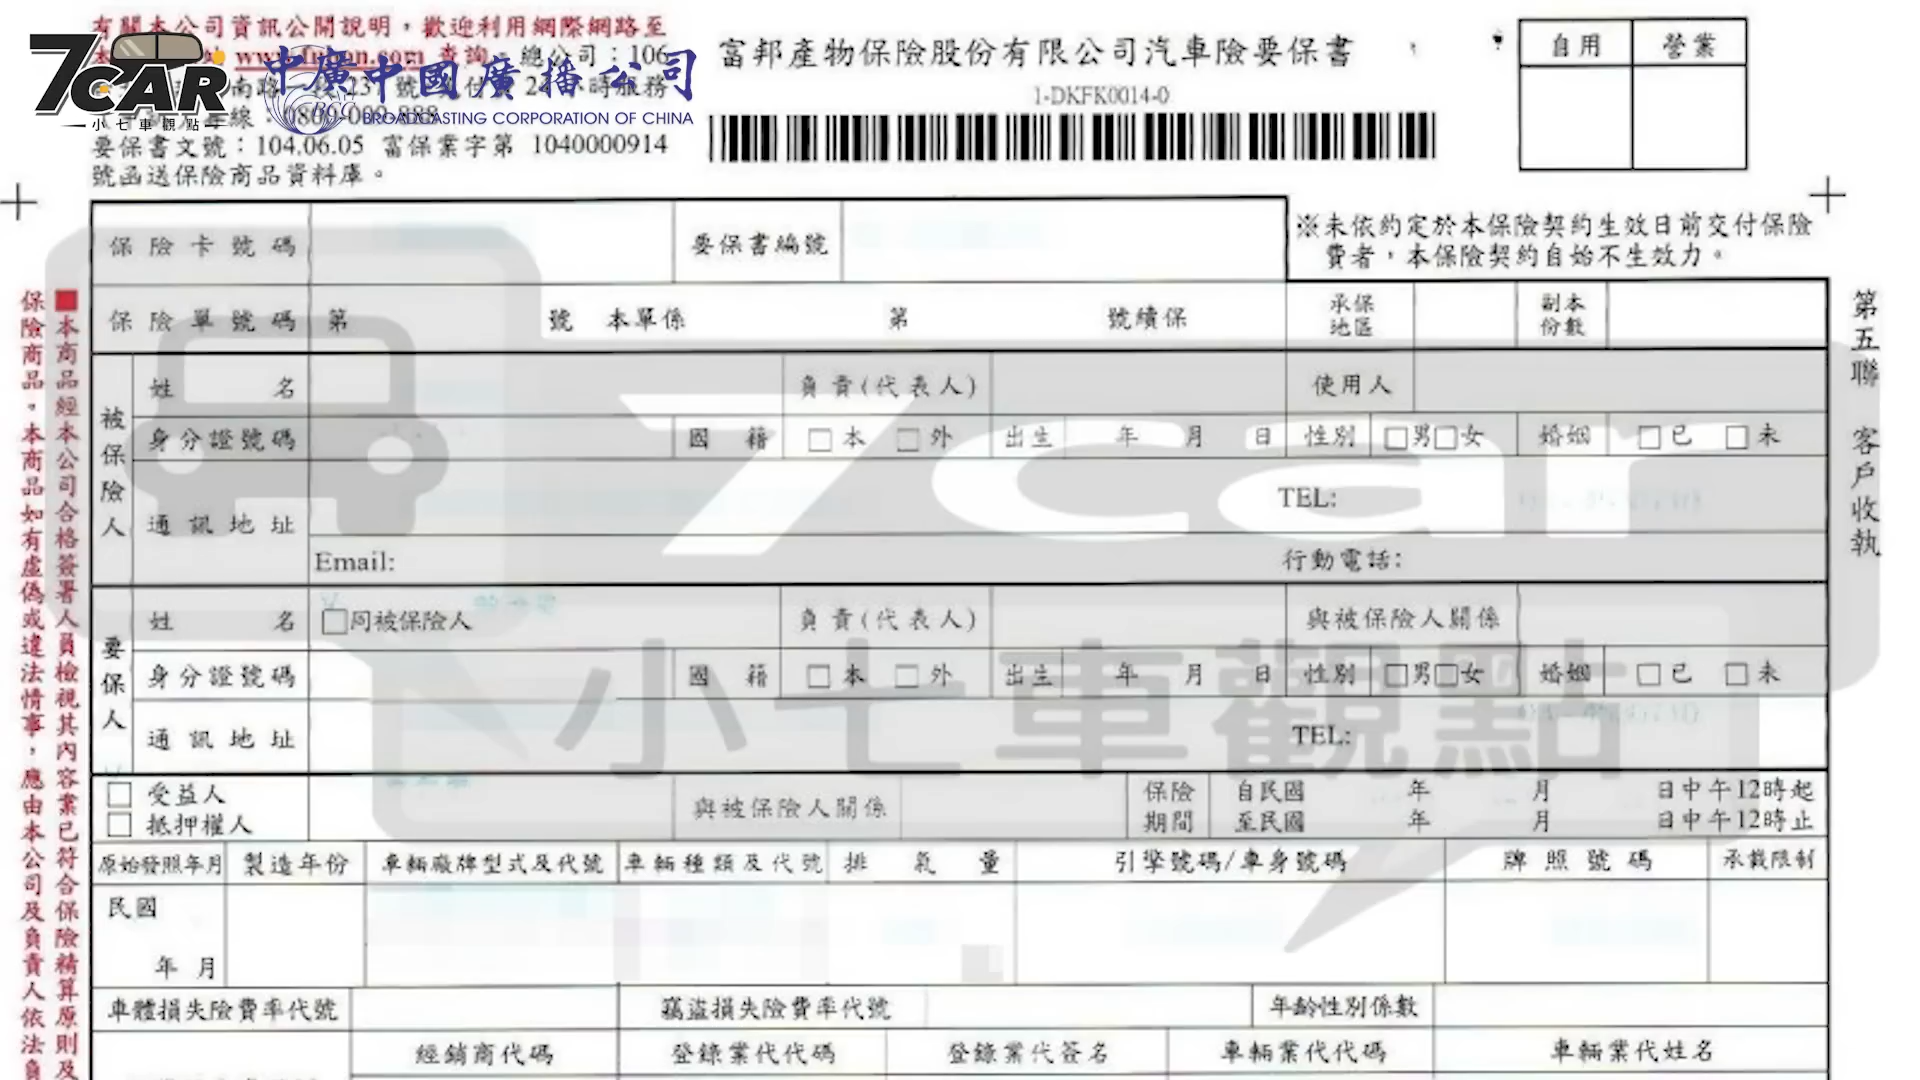 有關本公司資訊公開說明,歡迎利用網際網路至
查詢 總公司:106
要保書文號:104.06.05 富保業字第 1040000914
號函送保險商品資料庫。
7CAR
小七車觀點
中廣中國廣播公司
BCC
BROADCASTING CORPORATION OF CHINA
富邦產物保險股份有限公司汽車險要保書
1-DKFK0014-0
自用 營業
※未依約定於本保險契約生效日前交付保險
費者,本保險契約自始不生效力。
保險卡號碼 要保書編號
保險單號碼 第 號 本單係 第 號續保 承保地區 副本份數
被保險人
姓名 負責(代表人) 使用人
身分證號碼 國籍 □本 □外 出生 年 月 日 性別 □男□女 婚姻 □已 □未
通訊地址 TEL:
Email: 行動電話:
要保人
姓名 □同被保險人 負責(代表人) 與被保險人關係
身分證號碼 國籍 □本 □外 出生 年 月 日 性別 □男□女 婚姻 □已 □未
通訊地址 TEL:
□ 受益人
□ 抵押權人
與被保險人關係
保險期間 自民國 年 月 日中午12時起
至民國 年 月 日中午12時止
原始發照年月 製造年份 車輛廠牌型式及代號 車輛種類及代號 排氣量 引擎號碼/車身號碼 牌照號碼 承載限制
民國
年 月
車體損失險費率代號 竊盜損失險費率代號 年齡性別係數
經銷商代碼 登錄業代代碼 登錄業代簽名 車輛業代代碼 車輛業代姓名
第五聯 客戶收執
■本商品經本公司合格簽署人員檢視其內容業已符合保險精算原則及
保險商品,本商品如有虛偽或違法情事,應由本公司及負責人依法負
7car
小七車觀點